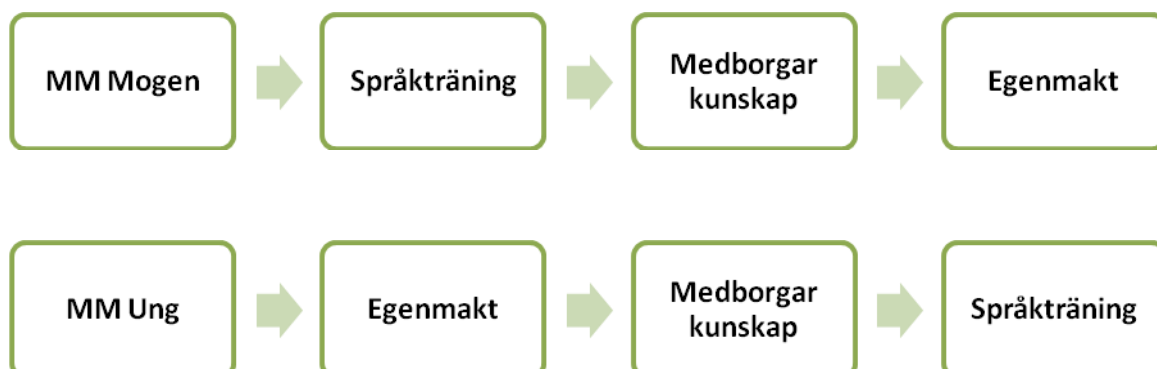 MM Mogen
Språkträning
Medborgar
kunskap
Egenmakt
MM Ung
Egenmakt
Medborgar
kunskap
Språkträning